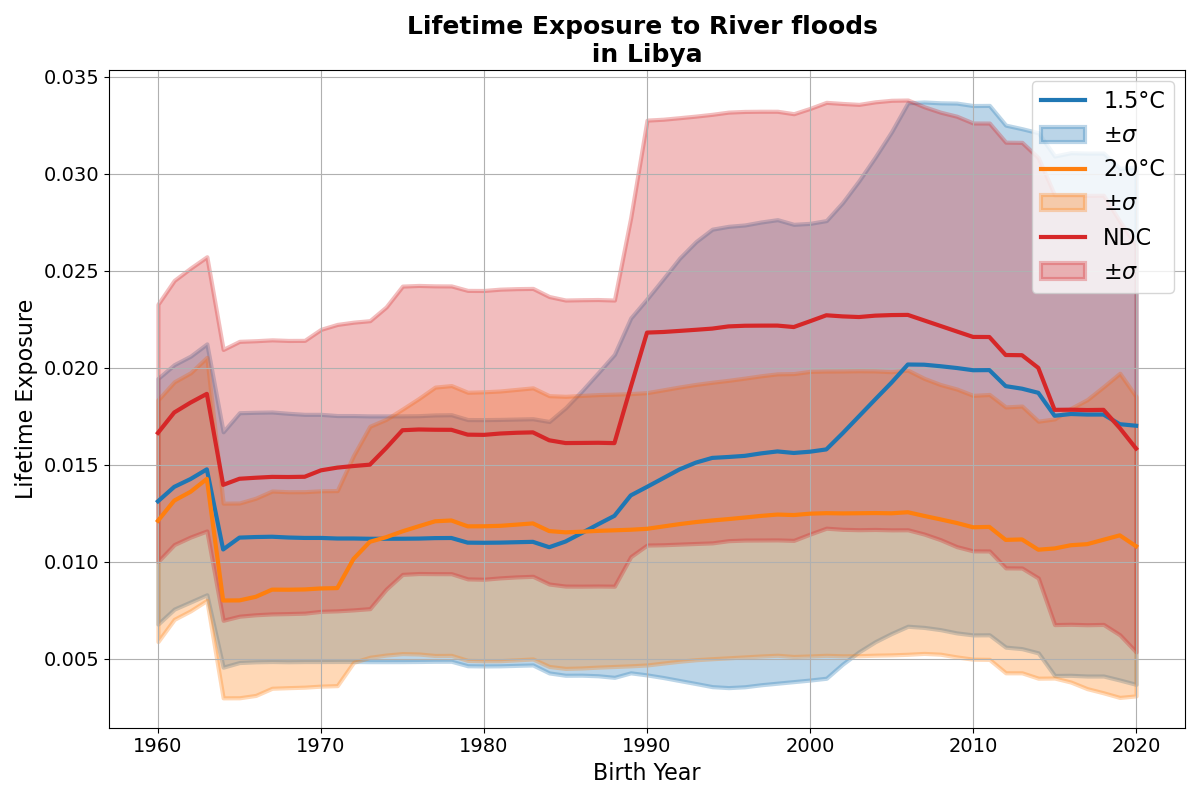 Lifetime Exposure to River floods
in Libya
0.035
0.030
0.025
0.020
0.015
0.010
0.005
Lifetime Exposure
1960
1970
1980
1990
2000
2010
2020
Birth Year
1.5°C
±σ
2.0°C
±σ
NDC
±σ